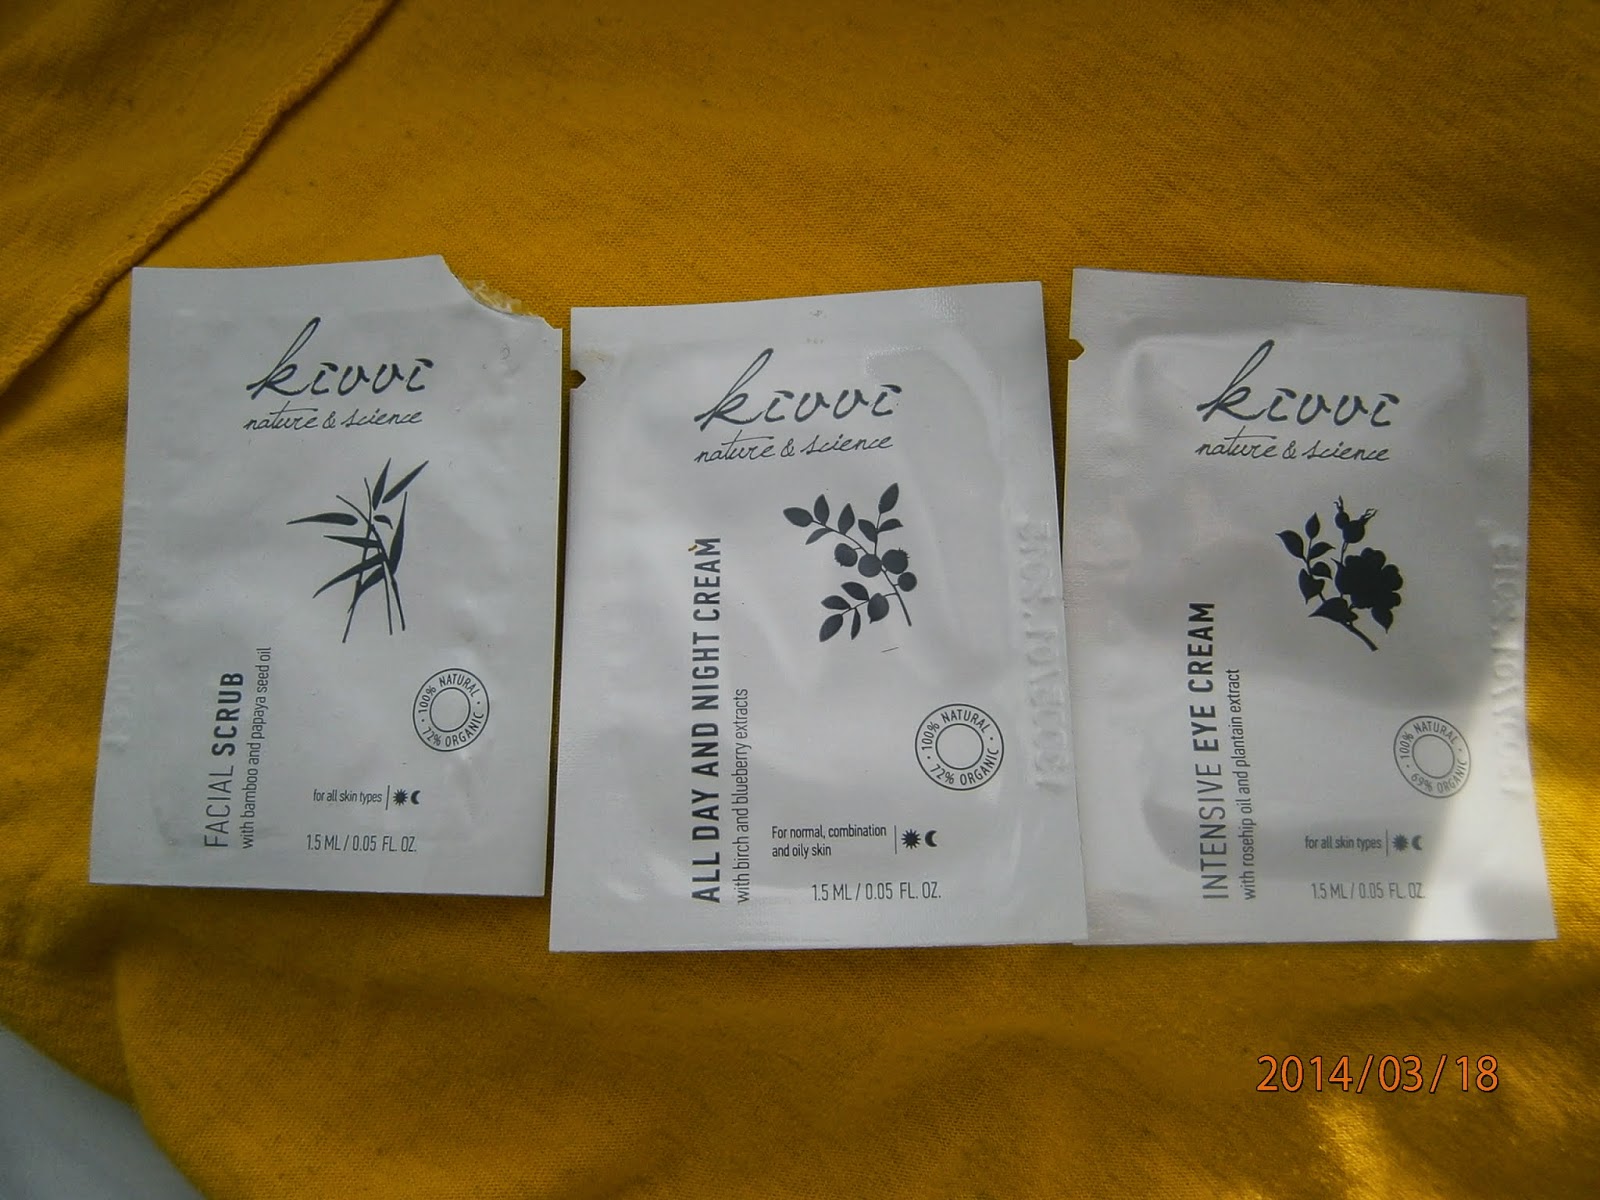 kivvi
nature & science
FACIAL SCRUB
with bamboo and papaya seed oil
· 100% NATURAL ·
72% ORGANIC
for all skin types
1.5 ML / 0.05 FL. OZ.
kivvi
nature & science
ALL DAY AND NIGHT CREAM
with birch and blueberry extracts
· 100% NATURAL ·
72% ORGANIC
For normal, combination
and oily skin
1.5 ML / 0.05 FL. OZ.
kivvi
nature & science
INTENSIVE EYE CREAM
with rosehip oil and plantain extract
· 100% NATURAL ·
69% ORGANIC
for all skin types
1.5 ML / 0.05 FL. OZ.
2014/03/18